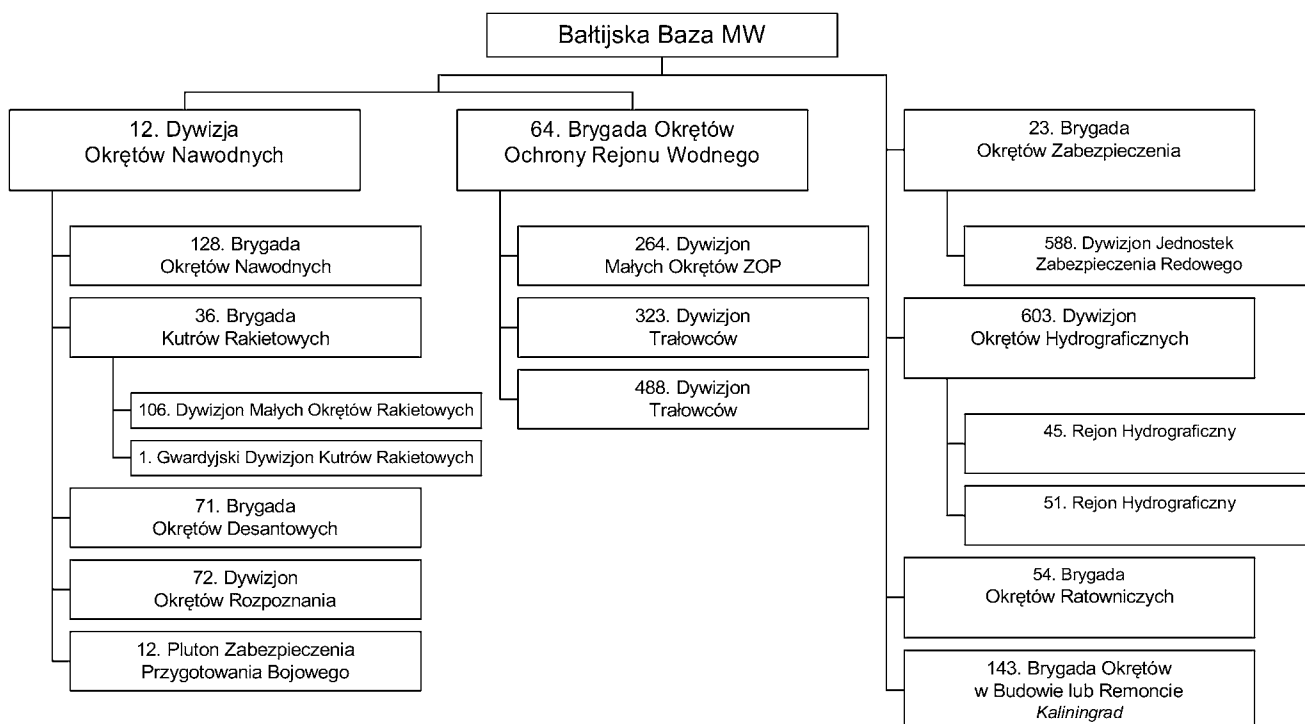 Bałtijska Baza MW
12. Dywizja
Okrętów Nawodnych
128. Brygada
Okrętów Nawodnych
36. Brygada
Kutrów Rakietowych
106. Dywizjon Małych Okrętów Rakietowych
1. Gwardyjski Dywizjon Kutrów Rakietowych
71. Brygada
Okrętów Desantowych
72. Dywizjon
Okrętów Rozpoznania
12. Pluton Zabezpieczenia
Przygotowania Bojowego
64. Brygada Okrętów
Ochrony Rejonu Wodnego
264. Dywizjon
Małych Okrętów ZOP
323. Dywizjon
Trałowców
488. Dywizjon
Trałowców
23. Brygada
Okrętów Zabezpieczenia
588. Dywizjon Jednostek
Zabezpieczenia Redowego
603. Dywizjon
Okrętów Hydrograficznych
45. Rejon Hydrograficzny
51. Rejon Hydrograficzny
54. Brygada
Okrętów Ratowniczych
143. Brygada Okrętów
w Budowie lub Remoncie
Kaliningrad